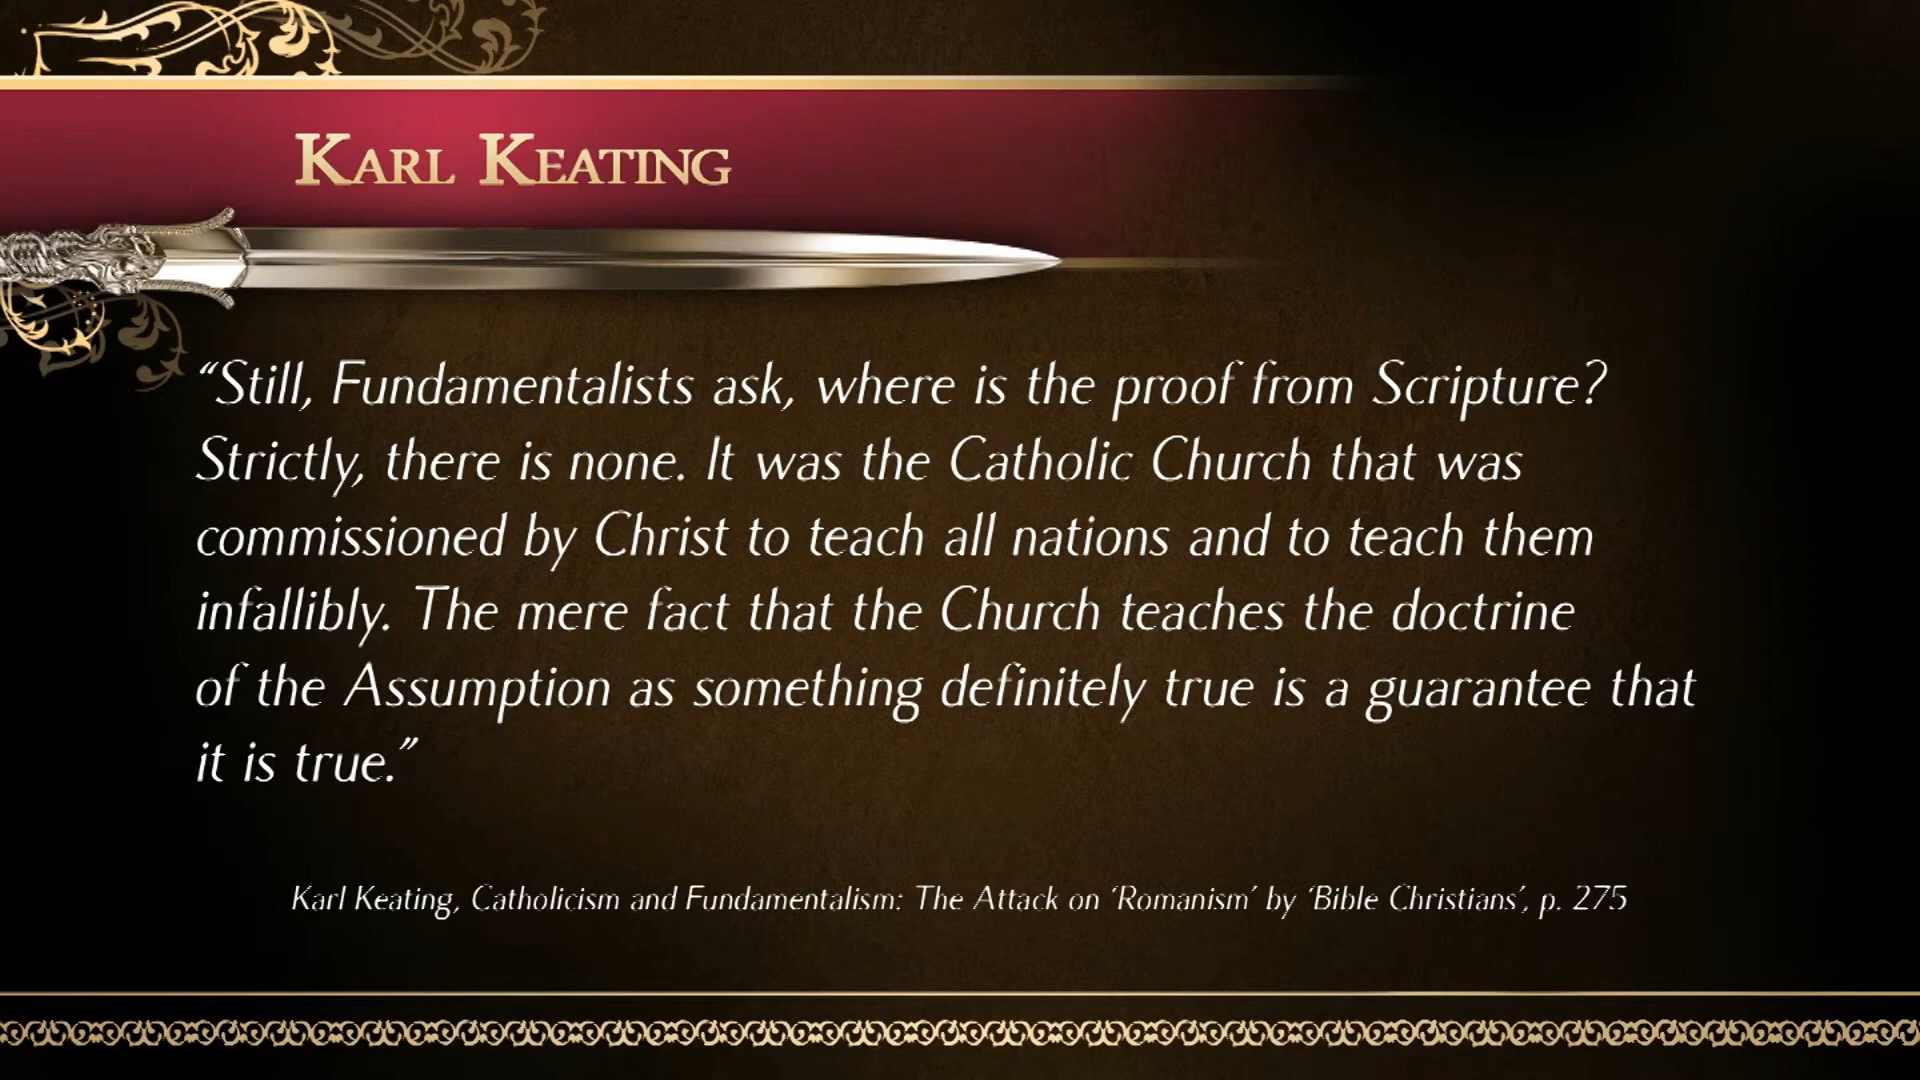 KARL KEATING
“Still, Fundamentalists ask, where is the proof from Scripture?
Strictly, there is none. It was the Catholic Church that was
commissioned by Christ to teach all nations and to teach them
infallibly. The mere fact that the Church teaches the doctrine
of the Assumption as something definitely true is a guarantee that
it is true.”
Karl Keating, Catholicism and Fundamentalism: The Attack on ‘Romanism’ by ‘Bible Christians’, p. 275